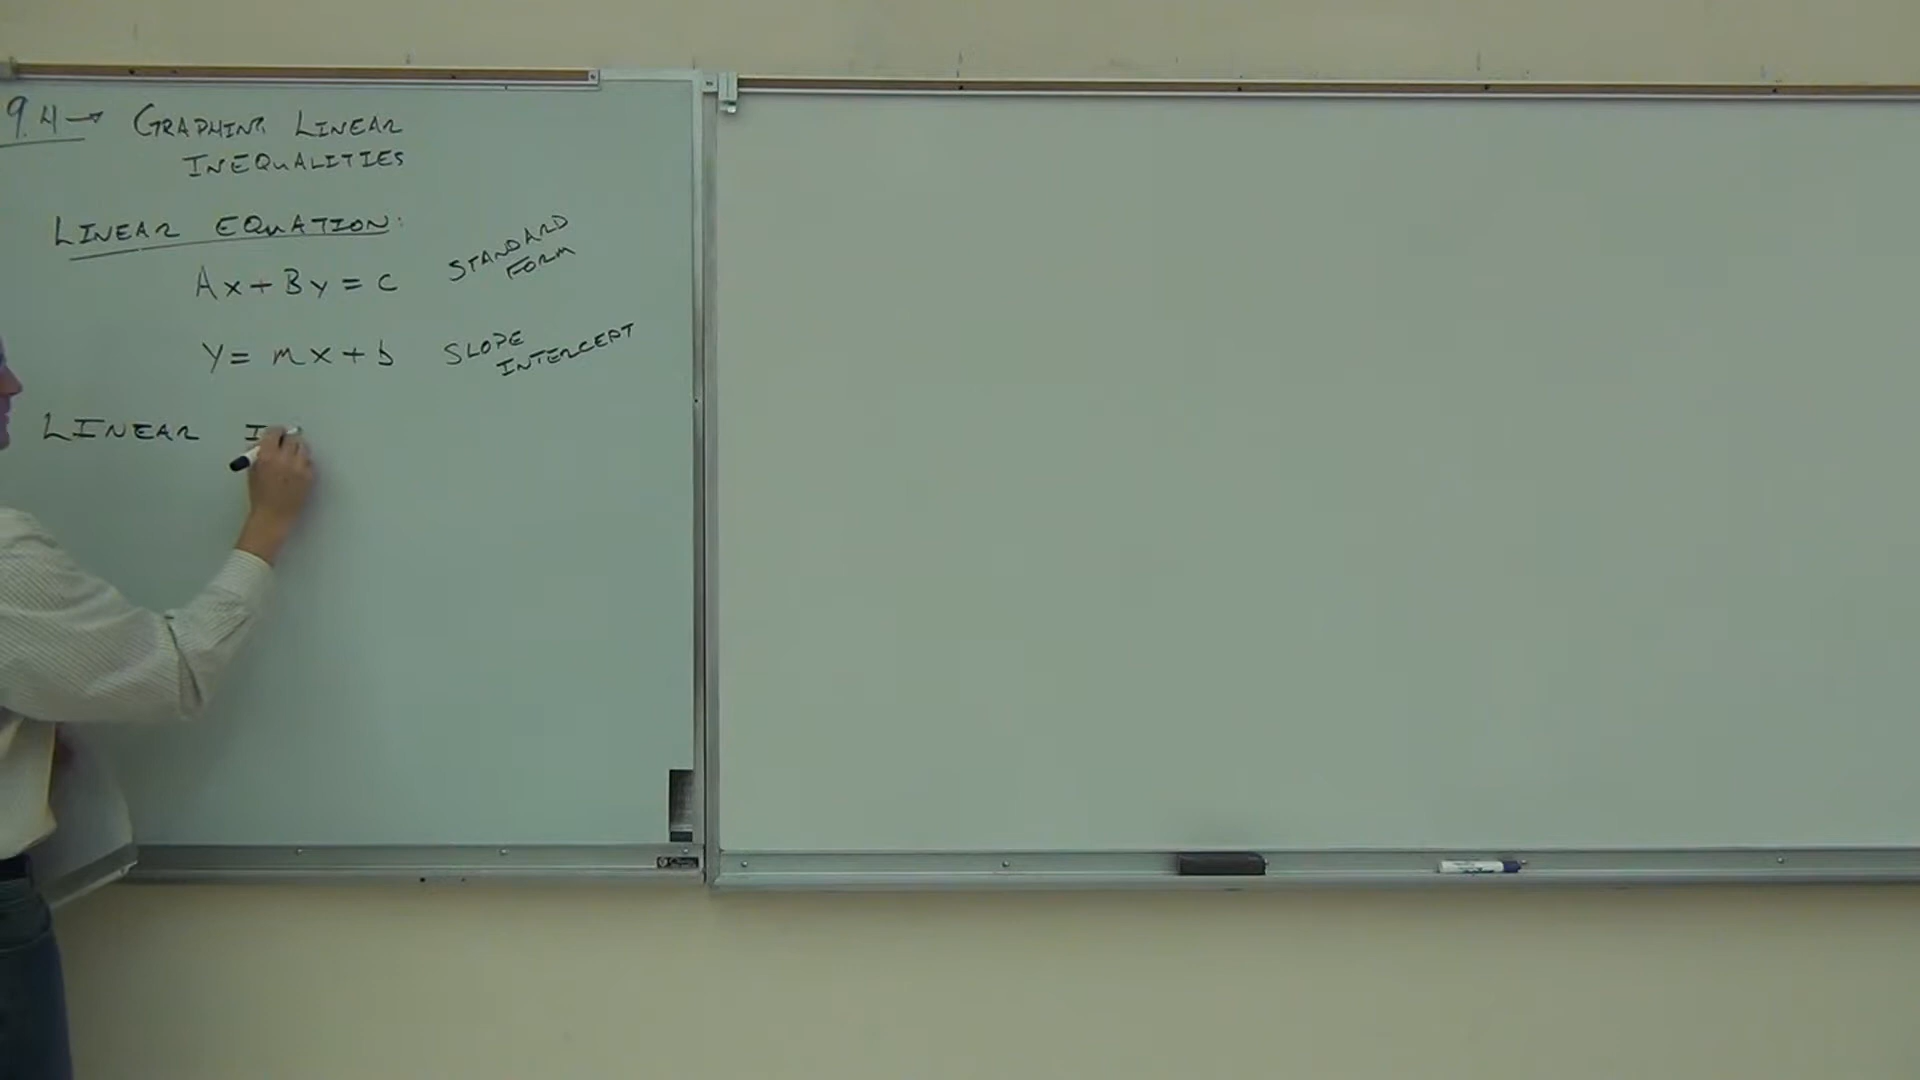 9.4 → GRAPHING LINEAR
INEQUALITIES
LINEAR EQUATION:
Ax + By = C
STANDARD
FORM
y = mx + b
SLOPE
INTERCEPT
LINEAR I